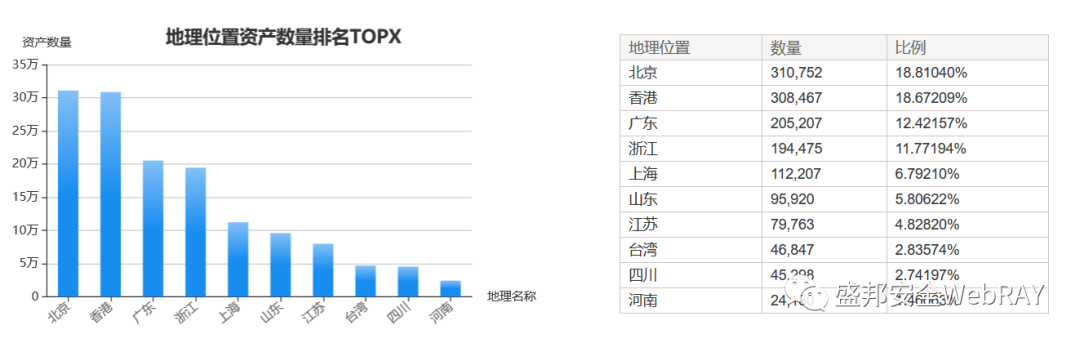 地理位置资产数量排名TOPX
资产数量
35万
30万
25万
20万
15万
10万
5万
0
北京 香港 广东 浙江 上海 山东 江苏 台湾 四川 河南
地理名称
地理位置 数量 比例
北京 310,752 18.81040%
香港 308,467 18.67209%
广东 205,207 12.42157%
浙江 194,475 11.77194%
上海 112,207 6.79210%
山东 95,920 5.80622%
江苏 79,763 4.82820%
台湾 46,847 2.83574%
四川 45,298 2.74197%
河南
盛邦安全WebRAY